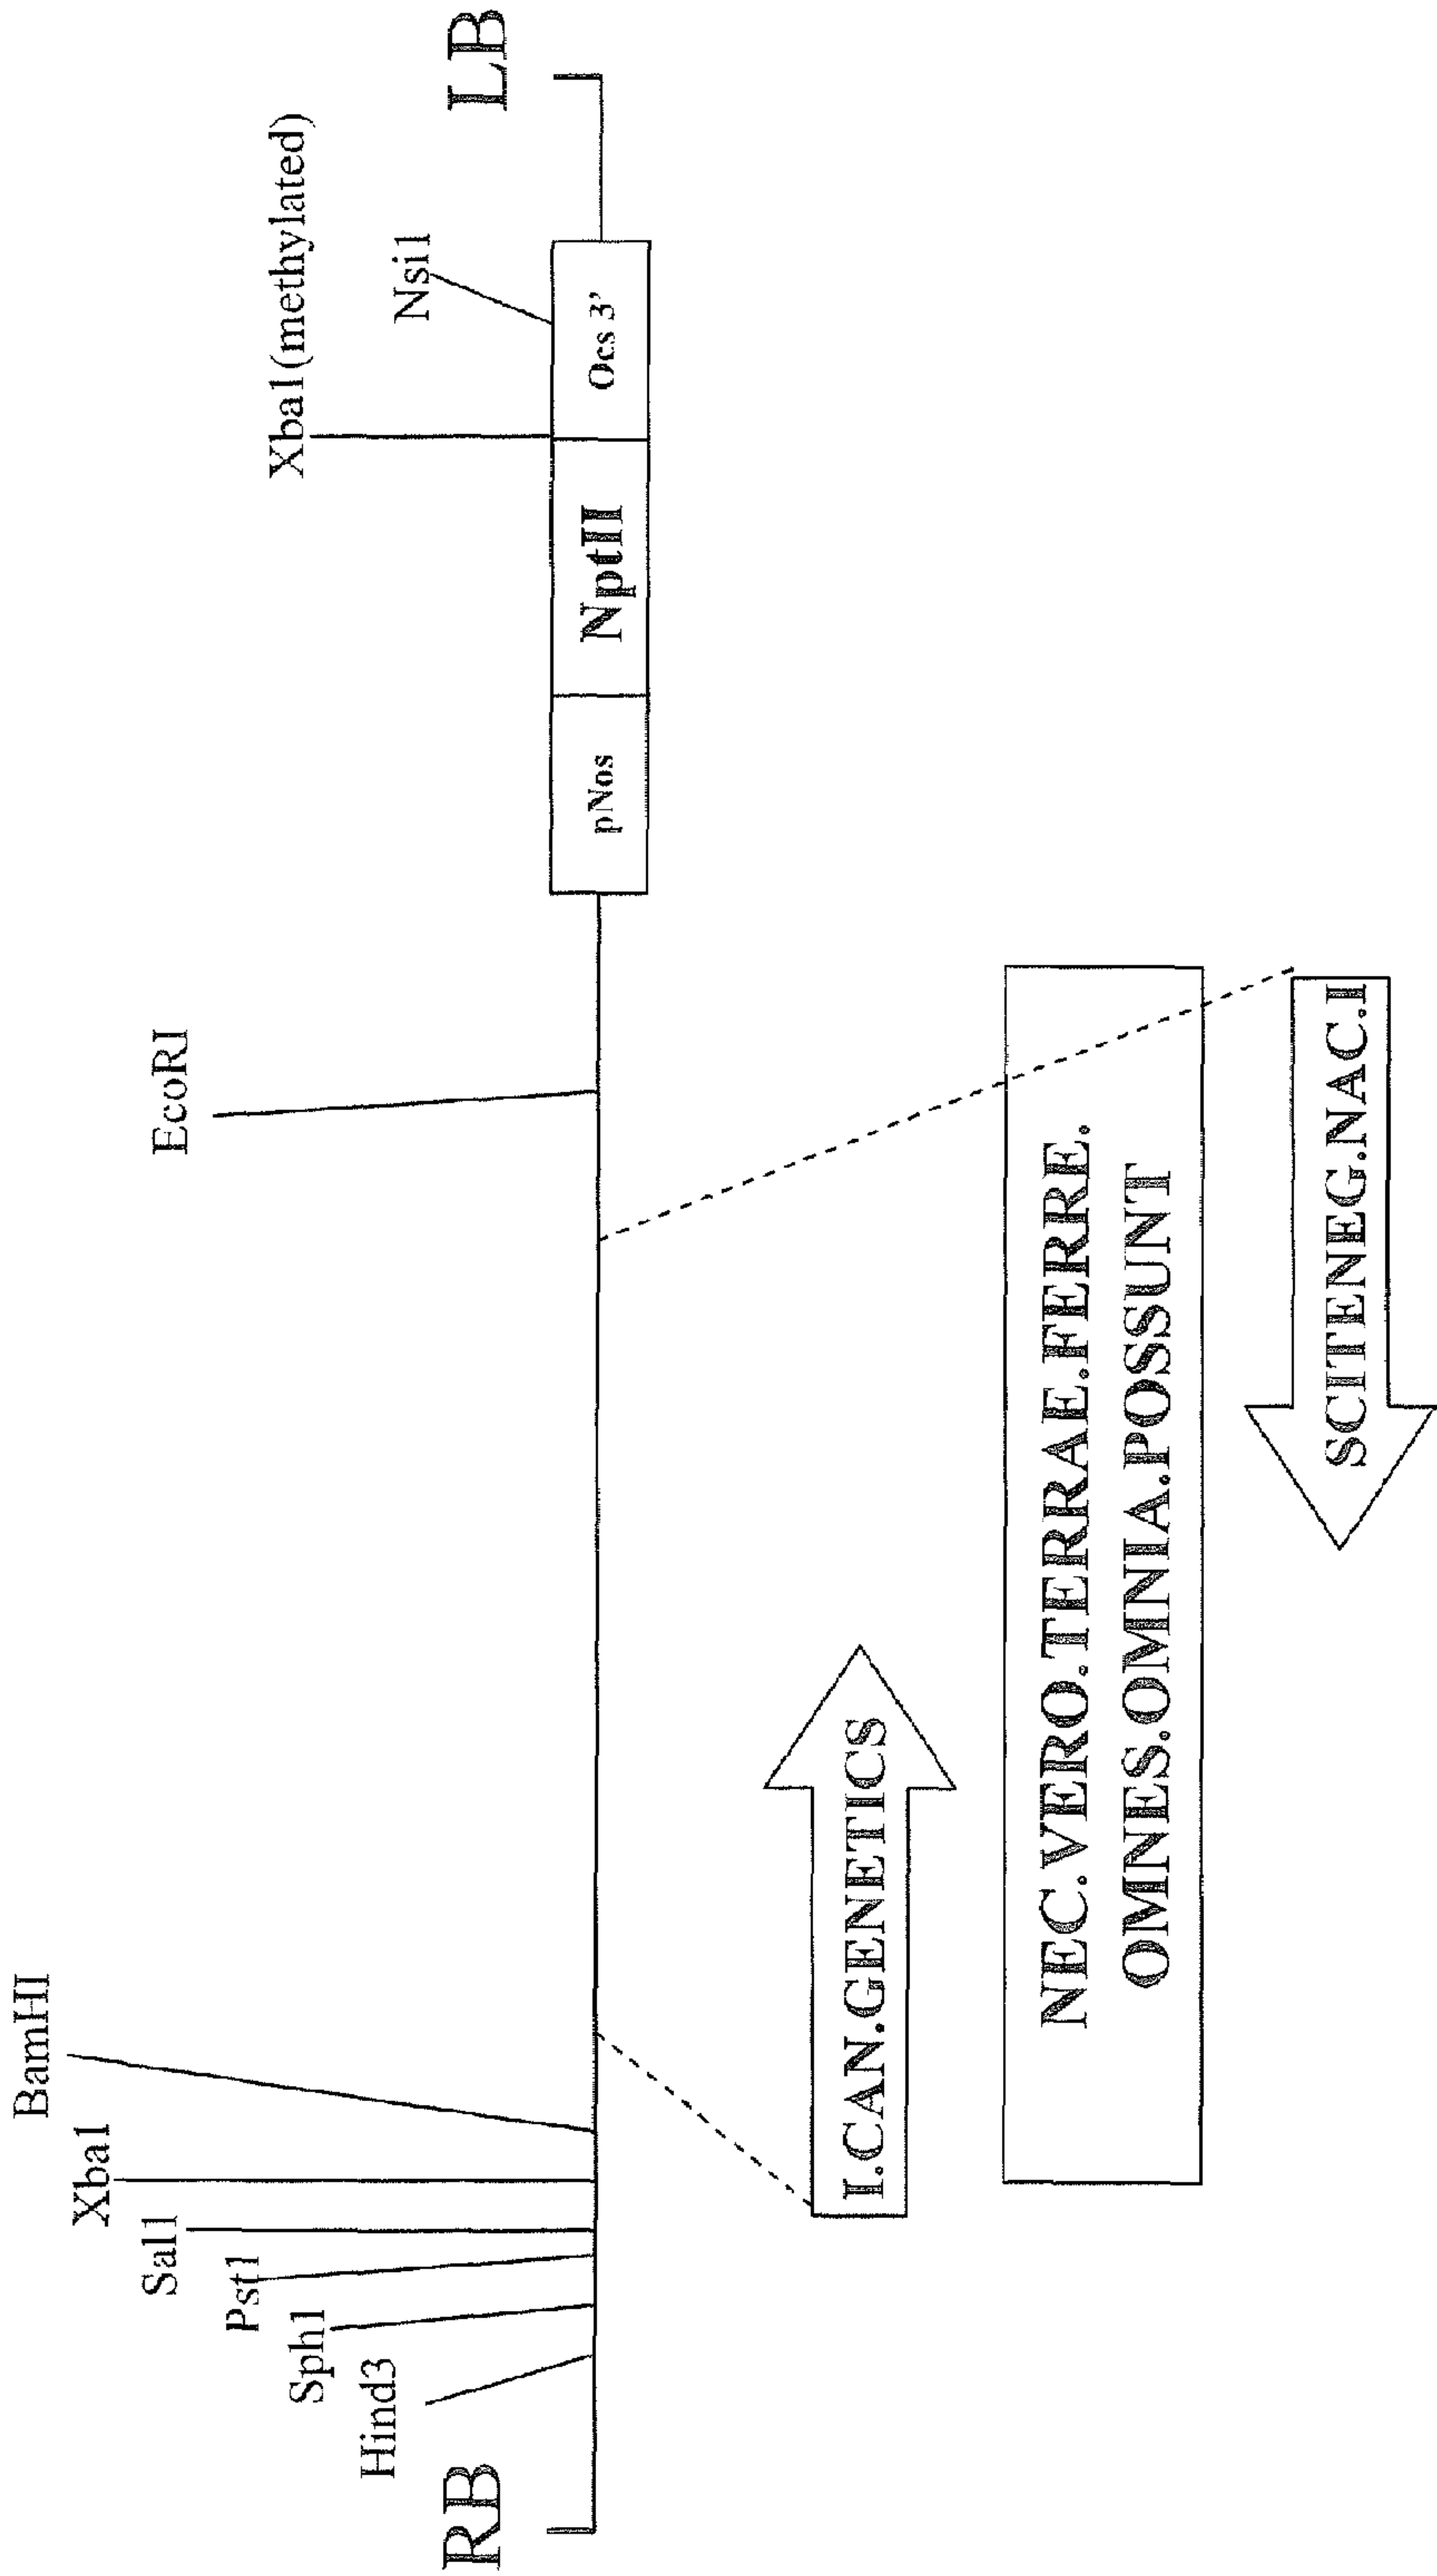 BamHI
Xba1
Sal1
Pst1
Sph1
Hind3
RB
EcoRI
Xba1(methylated)
Nsi1
LB
pNos
NptII
Ocs 3'
I.CAN.GENETICS
NEC.VERO.TERRAE.FERRE.
OMNES.OMNIA.POSSUNT
SCITENEG.NAC.I